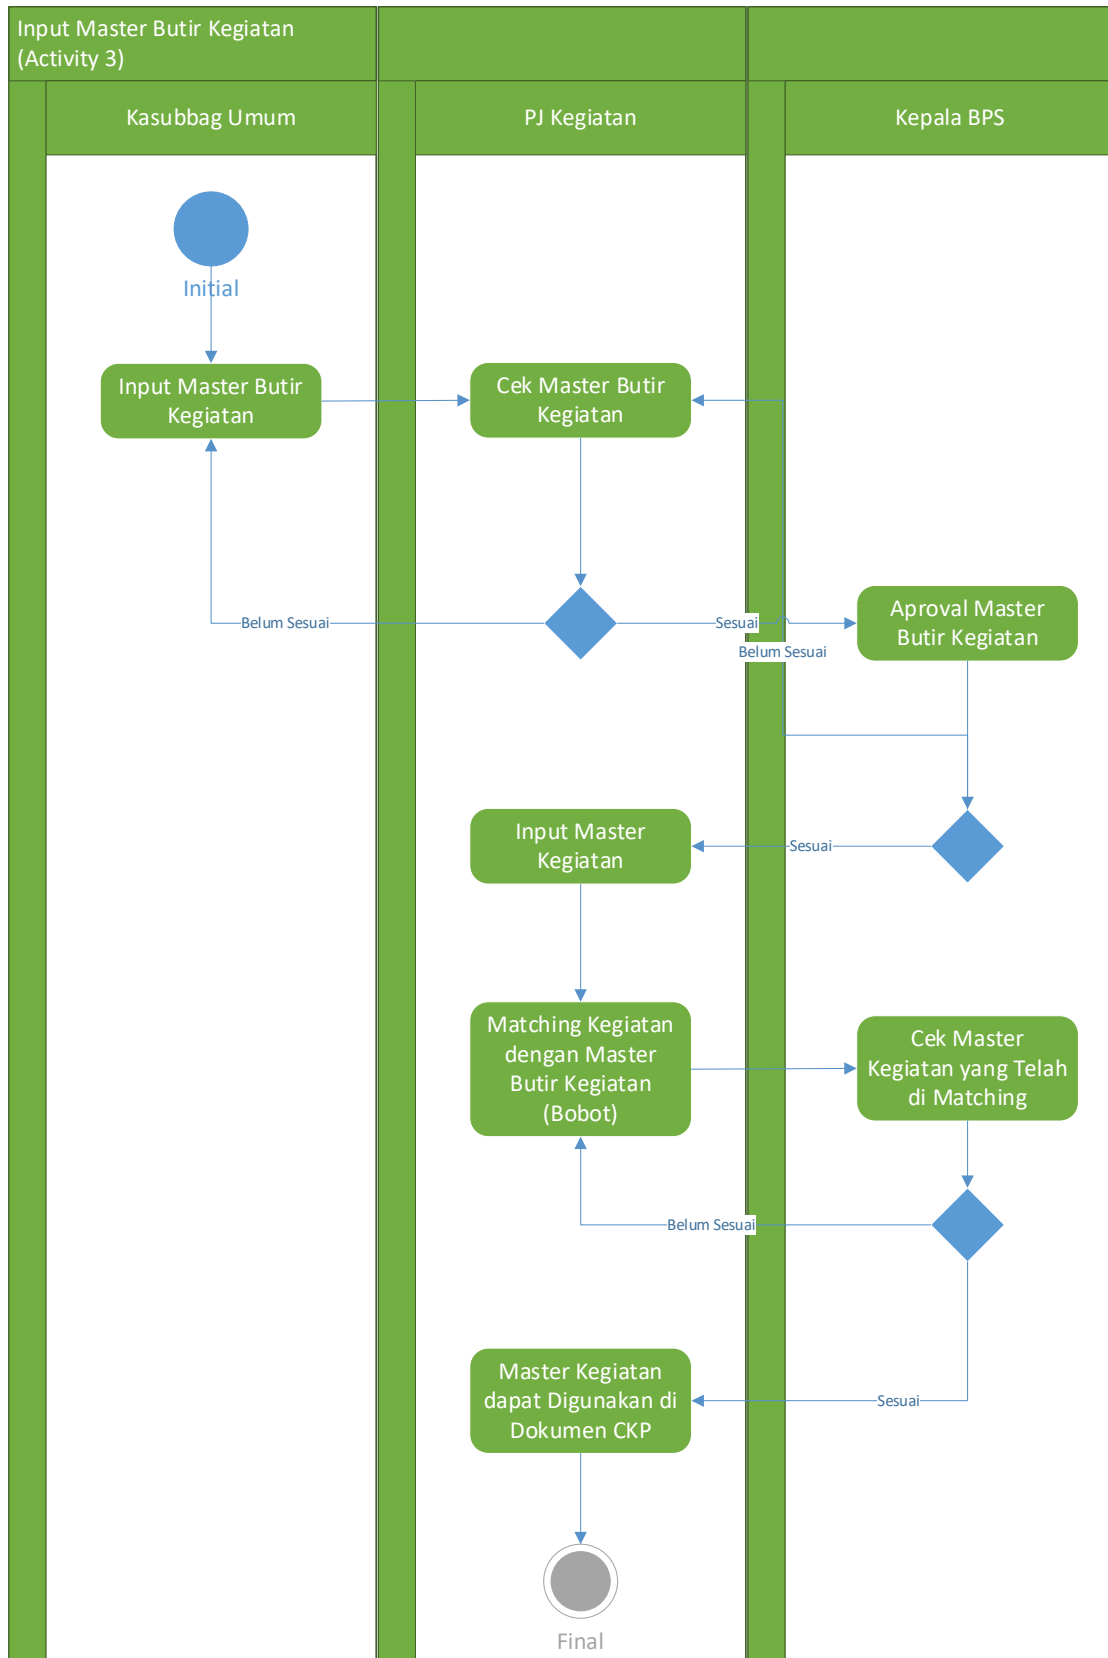 Input Master Butir Kegiatan
(Activity 3)
Kasubbag Umum
PJ Kegiatan
Kepala BPS
Initial
Input Master Butir
Kegiatan
Cek Master Butir
Kegiatan
Belum Sesuai
Sesuai
Aproval Master
Butir Kegiatan
Belum Sesuai
Input Master
Kegiatan
Sesuai
Matching Kegiatan
dengan Master
Butir Kegiatan
(Bobot)
Cek Master
Kegiatan yang Telah
di Matching
Belum Sesuai
Master Kegiatan
dapat Digunakan di
Dokumen CKP
Sesuai
Final